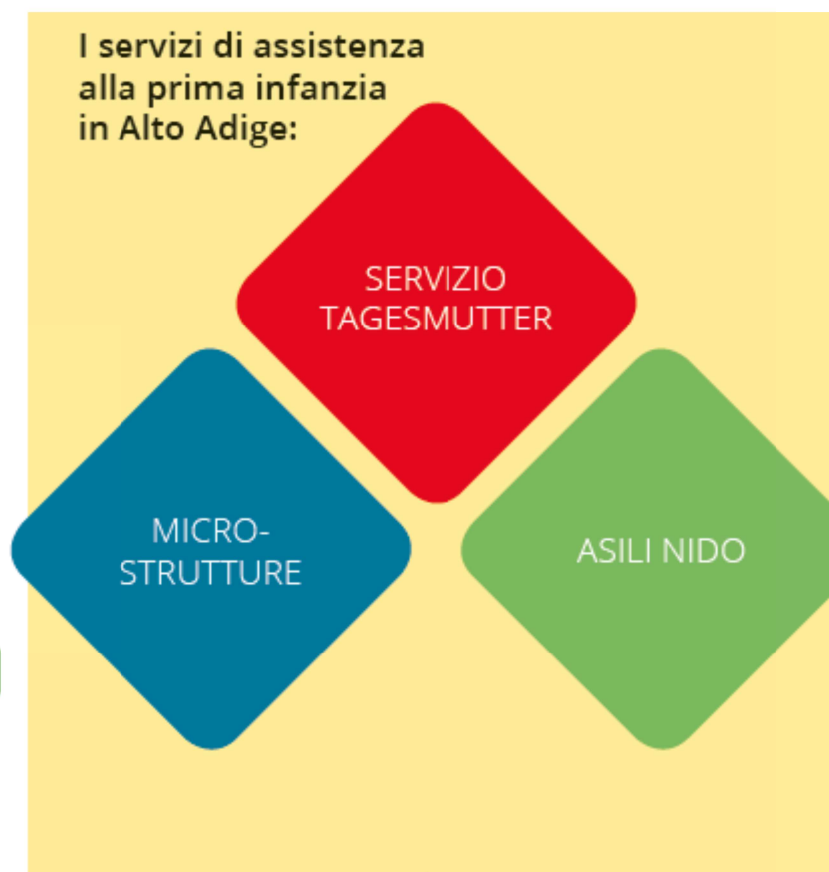 I servizi di assistenza
alla prima infanzia
in Alto Adige:
SERVIZIO
TAGESMUTTER
MICRO-
STRUTTURE
ASILI NIDO